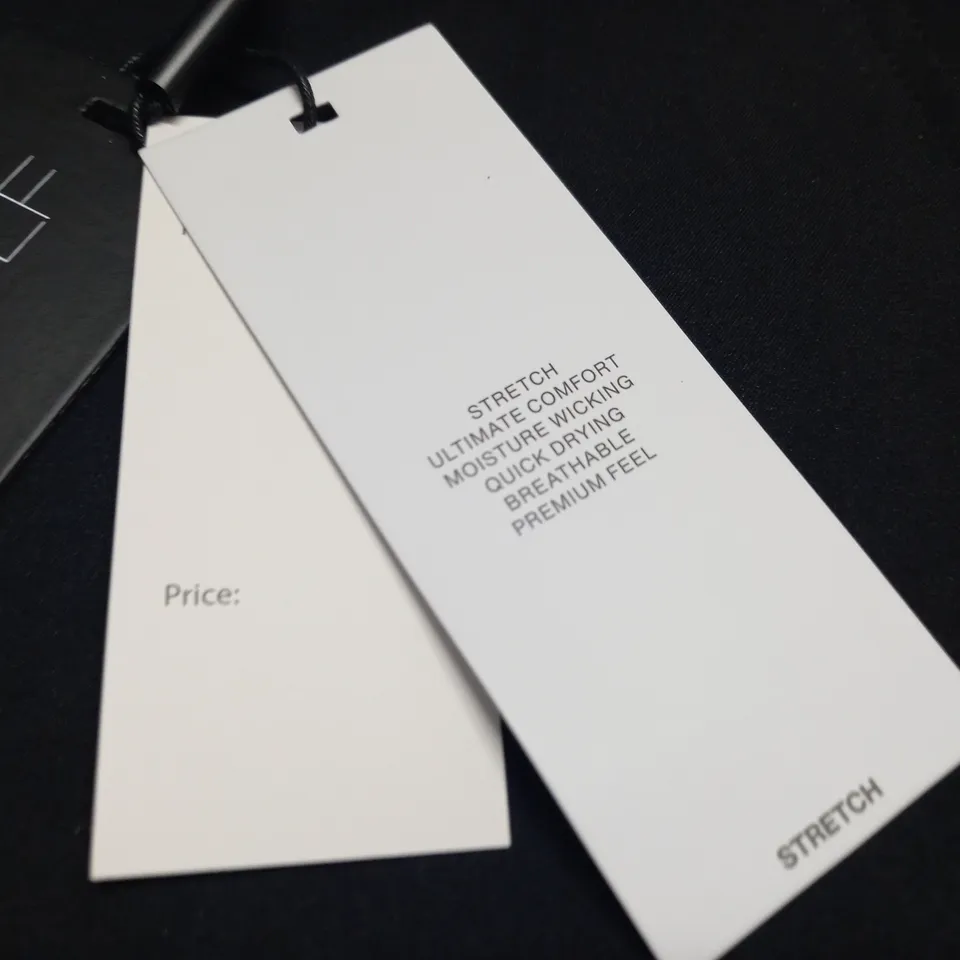 STRETCH
ULTIMATE COMFORT
MOISTURE WICKING
QUICK DRYING
BREATHABLE
PREMIUM FEEL
Price:
STRETCH